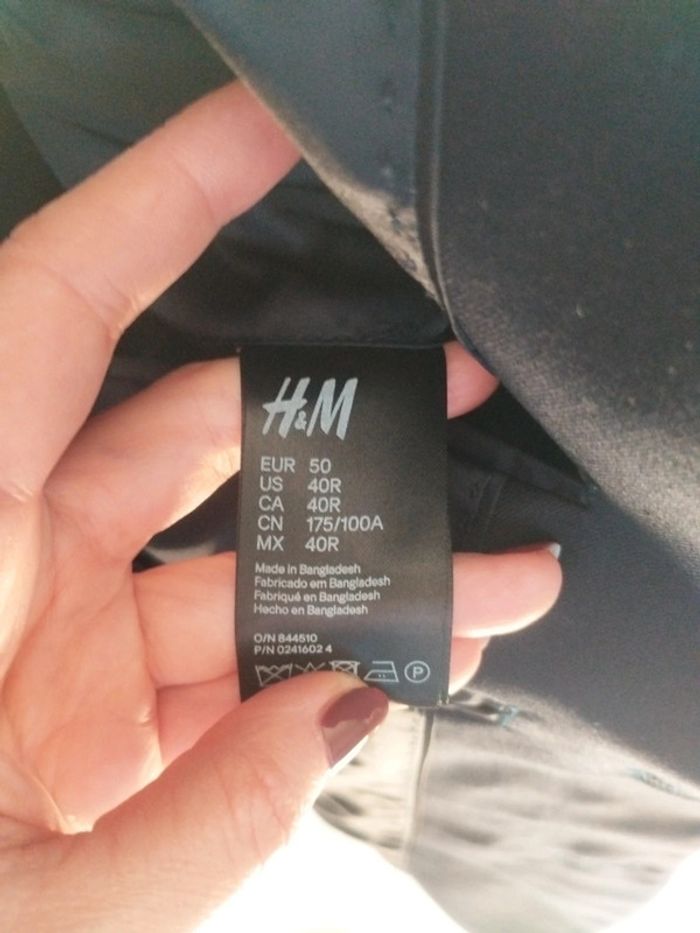 H&M
EUR 50
US 40R
CA 40R
CN 175/100A
MX 40R
Made in Bangladesh
Fabricado em Bangladesh
Fabriqué en Bangladesh
Hecho en Bangladesh
O/N 844510
P/N 0241602 4
P